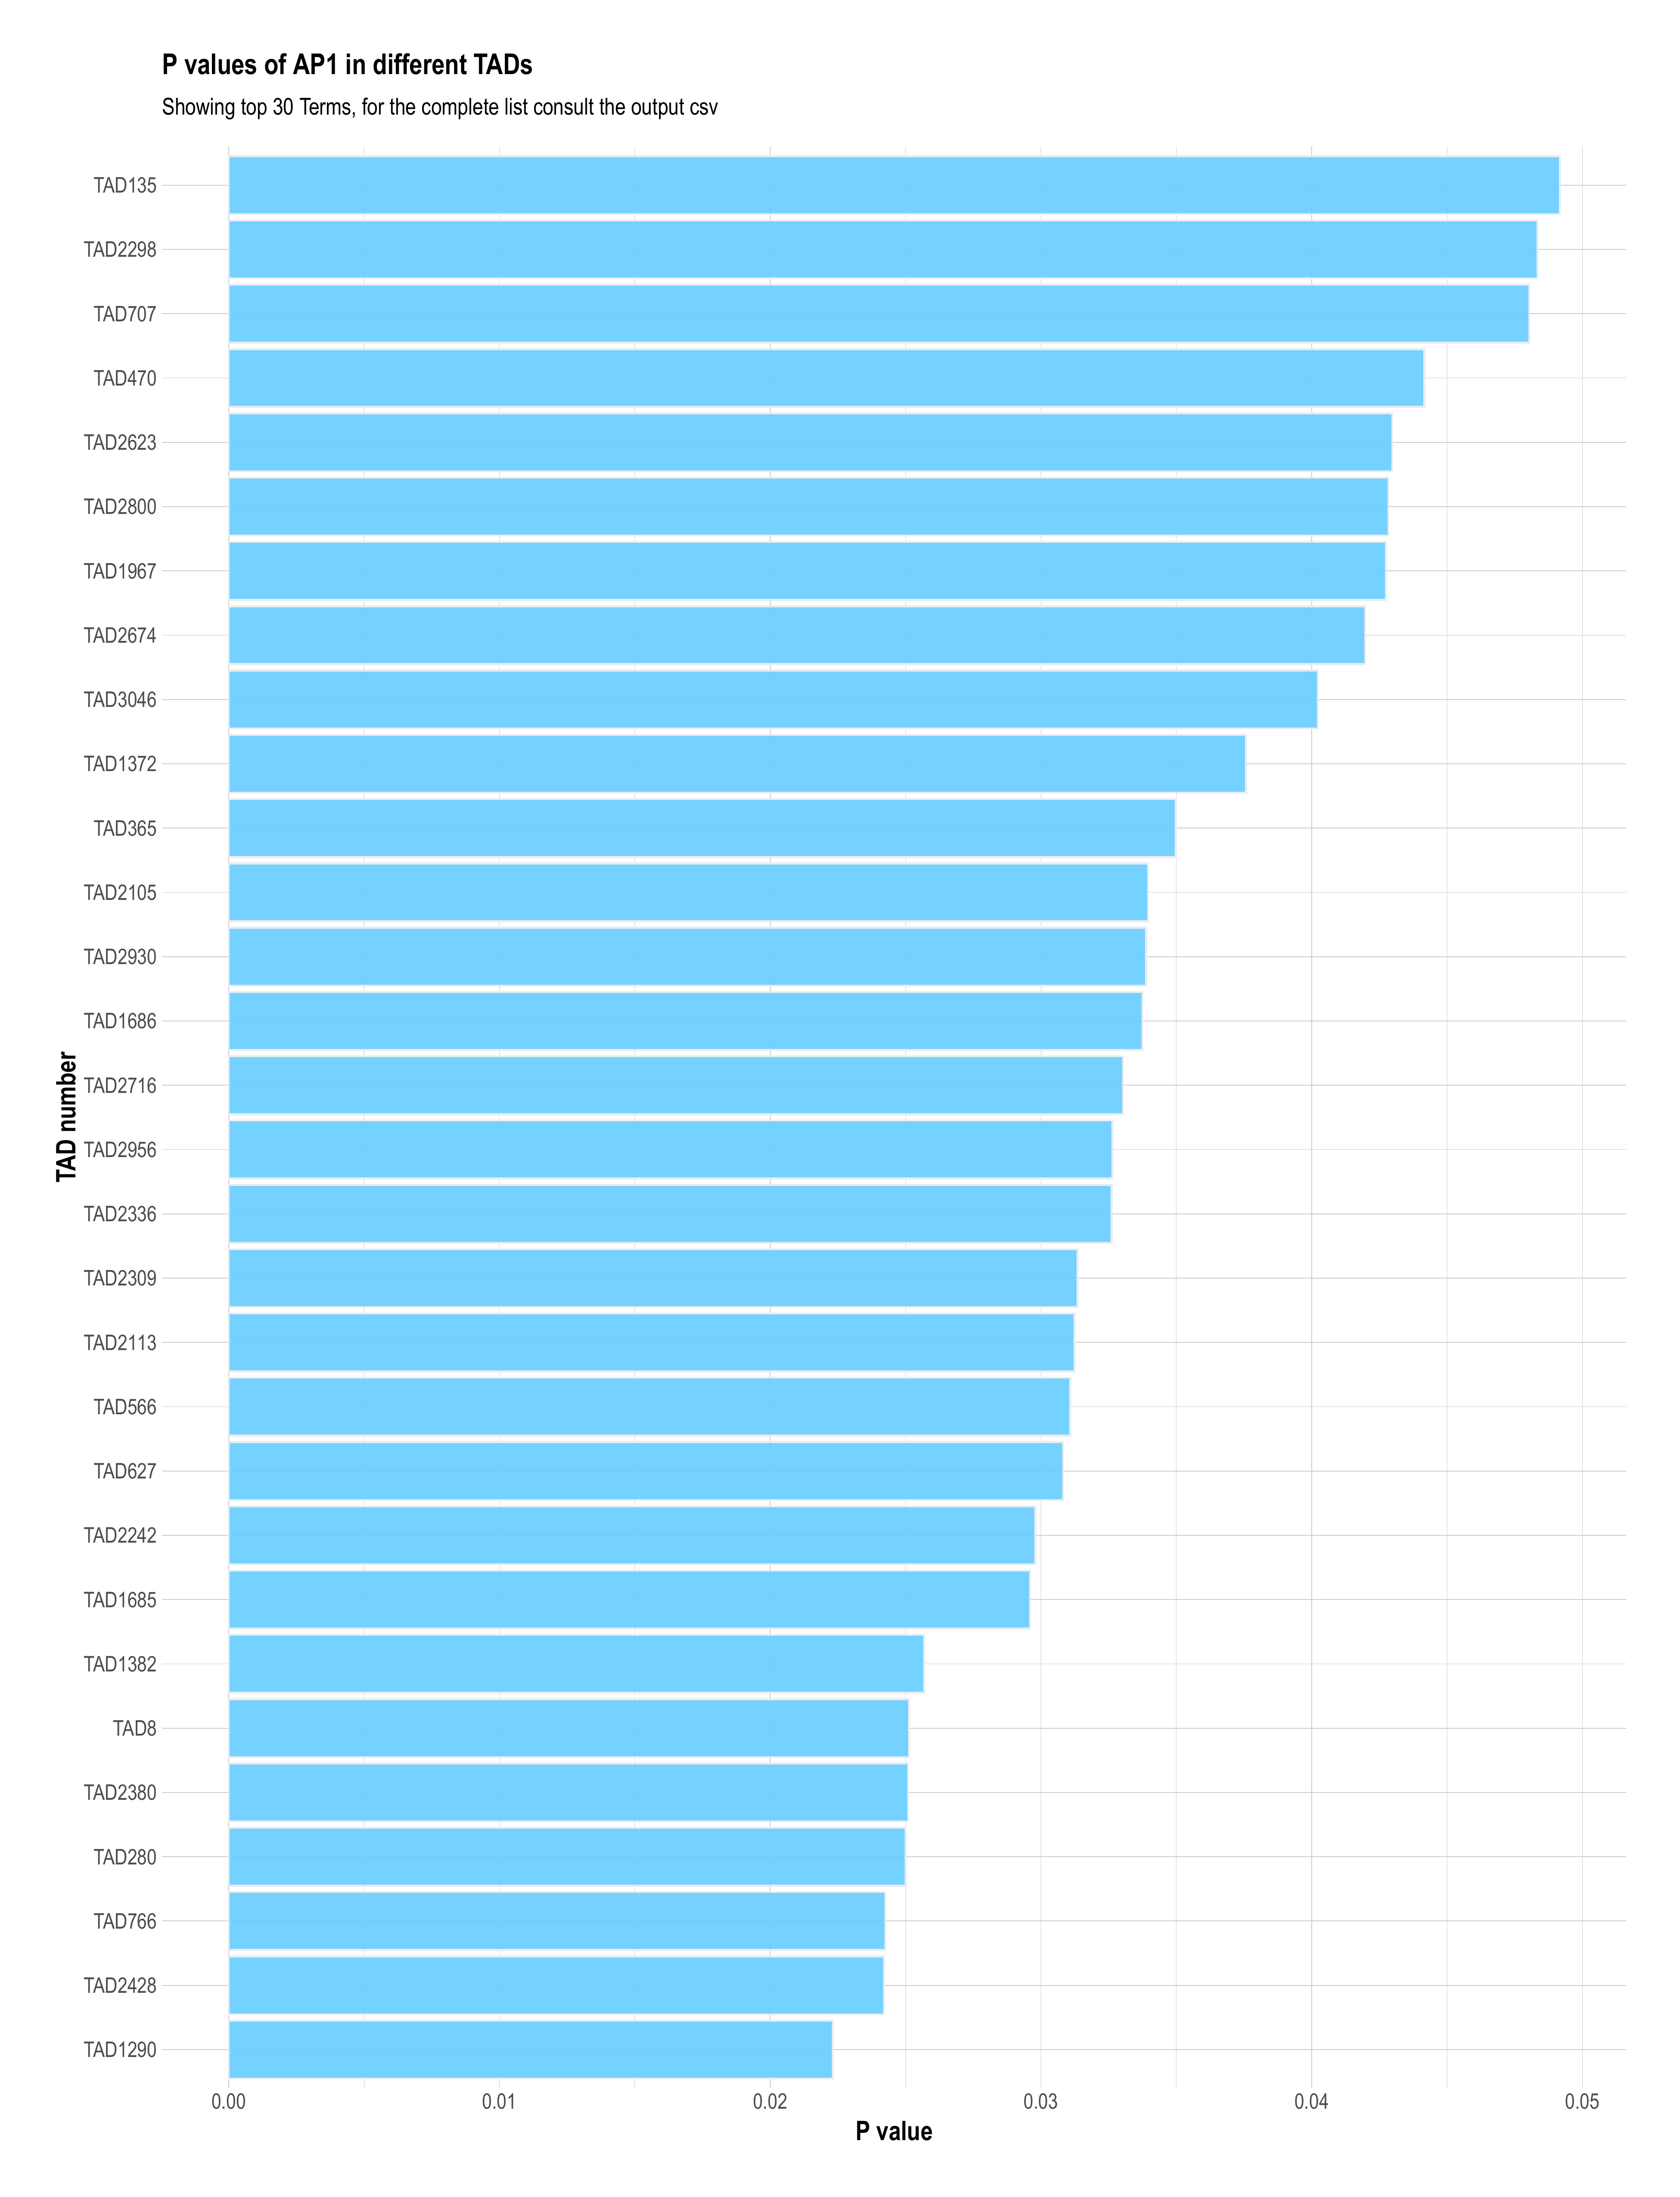 P values of AP1 in different TADs
Showing top 30 Terms, for the complete list consult the output csv
TAD number
TAD135
TAD2298
TAD707
TAD470
TAD2623
TAD2800
TAD1967
TAD2674
TAD3046
TAD1372
TAD365
TAD2105
TAD2930
TAD1686
TAD2716
TAD2956
TAD2336
TAD2309
TAD2113
TAD566
TAD627
TAD2242
TAD1685
TAD1382
TAD8
TAD2380
TAD280
TAD766
TAD2428
TAD1290
0.00 0.01 0.02 0.03 0.04 0.05
P value